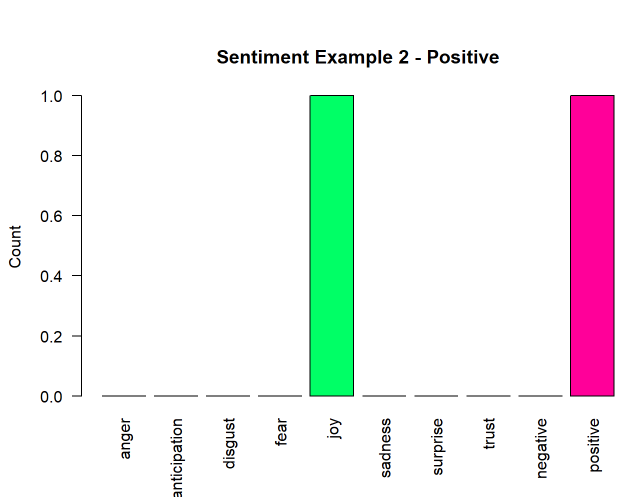 Sentiment Example 2 - Positive
Count
1.0
0.8
0.6
0.4
0.2
0.0
anger
anticipation
disgust
fear
joy
sadness
surprise
trust
negative
positive